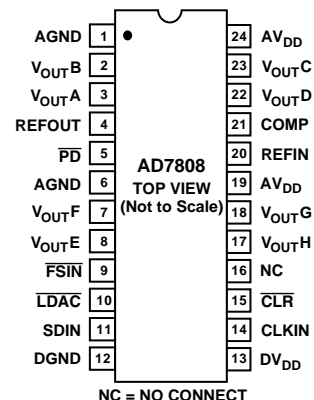 AGND 1 24 AVDD
VOUTB 2 23 VOUTC
VOUTA 3 22 VOUTD
REFOUT 4 21 COMP
PD 5 20 REFIN
AGND 6 19 AVDD
VOUTF 7 18 VOUTG
VOUTE 8 17 VOUTH
FSIN 9 16 NC
LDAC 10 15 CLR
SDIN 11 14 CLKIN
DGND 12 13 DVDD
AD7808
TOP VIEW
(Not to Scale)
NC = NO CONNECT